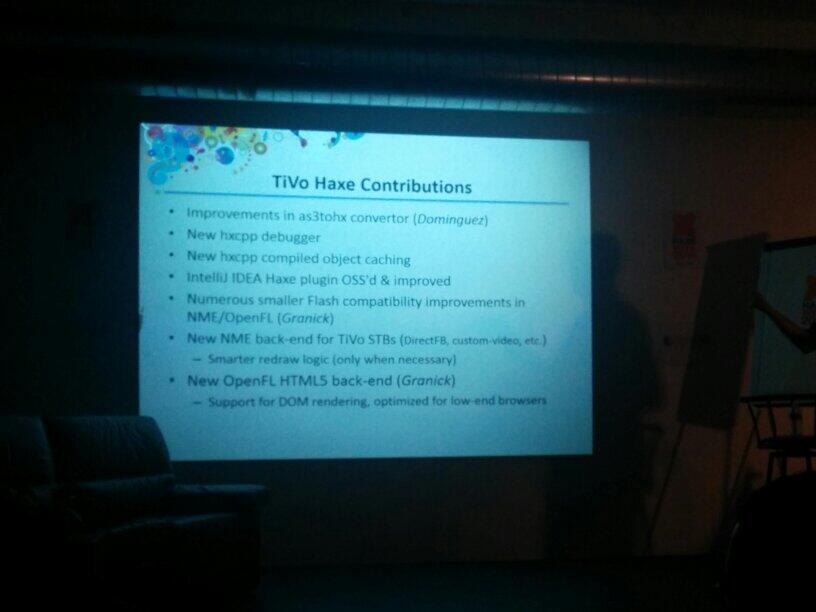 TiVo Haxe Contributions
• Improvements in as3tohx convertor (Dominguez)
• New hxcpp debugger
• New hxcpp compiled object caching
• IntelliJ IDEA Haxe plugin OSS'd & improved
• Numerous smaller Flash compatibility improvements in
NME/OpenFL (Granick)
• New NME back-end for TiVo STBs (DirectFB, custom-video, etc.)
– Smarter redraw logic (only when necessary)
• New OpenFL HTML5 back-end (Granick)
– Support for DOM rendering, optimized for low-end browsers